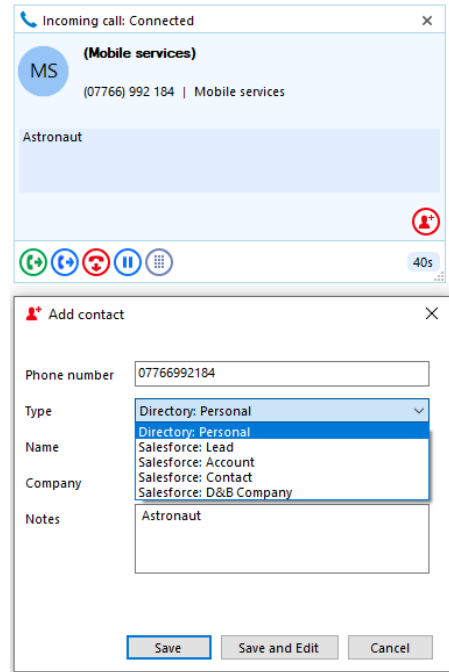 Incoming call: Connected
MS
(Mobile services)
(07766) 992 184 | Mobile services
Astronaut
40s
Add contact
Phone number 07766992184
Type Directory: Personal
Directory: Personal
Salesforce: Lead
Name
Salesforce: Account
Salesforce: Contact
Company
Salesforce: D&B Company
Notes Astronaut
Save Save and Edit Cancel